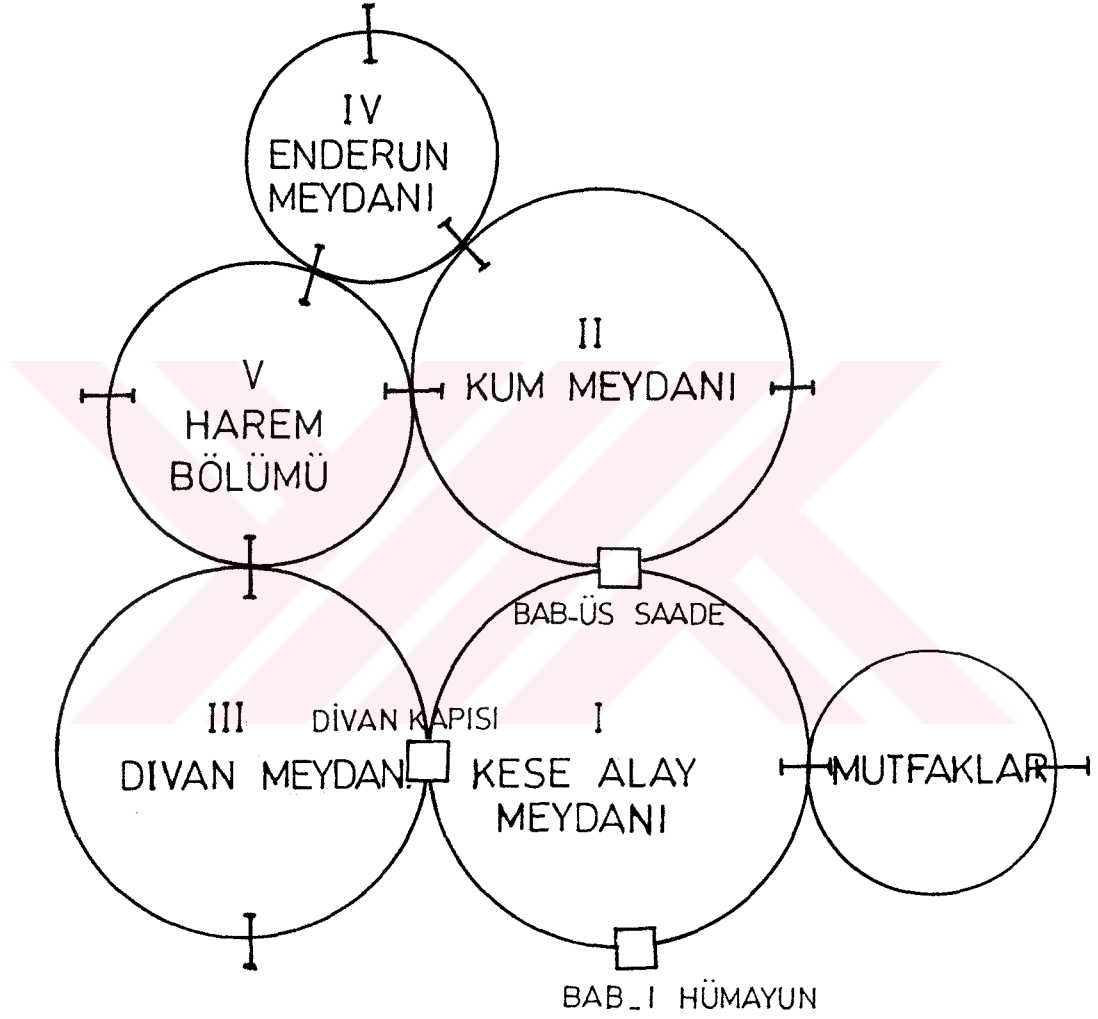 IV
ENDERUN
MEYDANI
II
KUM MEYDANI
V
HAREM
BÖLÜMÜ
BAB-ÜS SAADE
III
DİVAN KAPISI
I
DIVAN MEYDANI
KESE ALAY
MEYDANI
MUTFAKLAR
BAB_I HÜMAYUN